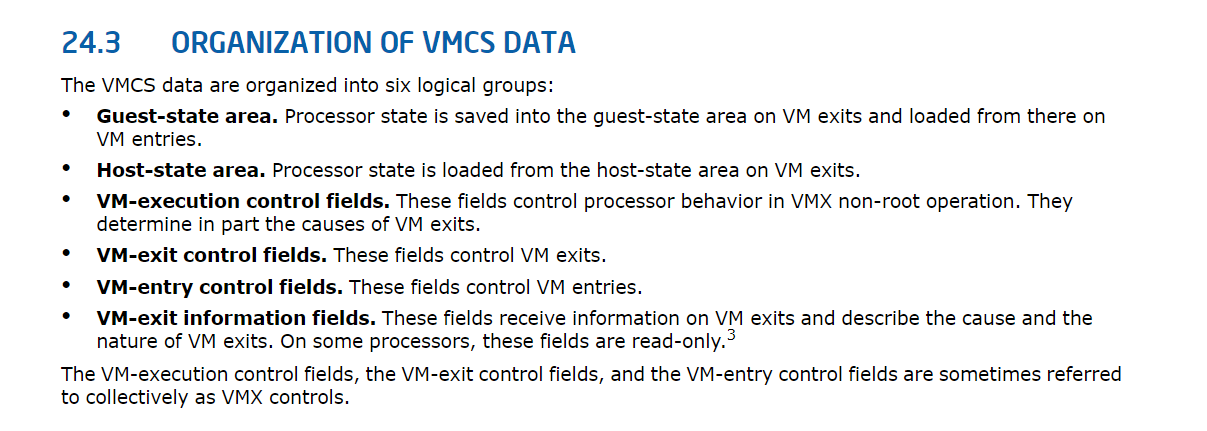 24.3 ORGANIZATION OF VMCS DATA
The VMCS data are organized into six logical groups:
• Guest-state area. Processor state is saved into the guest-state area on VM exits and loaded from there on
VM entries.
• Host-state area. Processor state is loaded from the host-state area on VM exits.
• VM-execution control fields. These fields control processor behavior in VMX non-root operation. They
determine in part the causes of VM exits.
• VM-exit control fields. These fields control VM exits.
• VM-entry control fields. These fields control VM entries.
• VM-exit information fields. These fields receive information on VM exits and describe the cause and the
nature of VM exits. On some processors, these fields are read-only.3
The VM-execution control fields, the VM-exit control fields, and the VM-entry control fields are sometimes referred
to collectively as VMX controls.